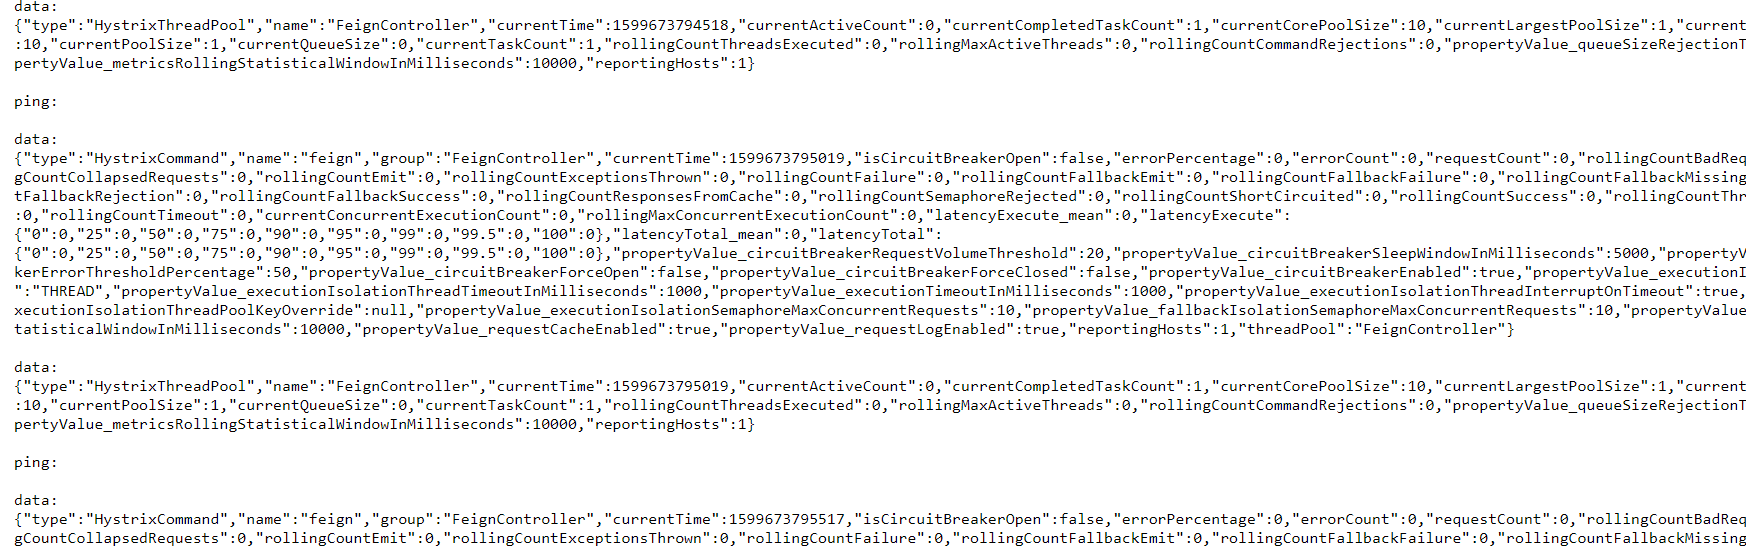 data:
{"type":"HystrixThreadPool","name":"FeignController","currentTime":1599673794518,"currentActiveCount":0,"currentCompletedTaskCount":1,"currentCorePoolSize":10,"currentLargestPoolSize":1,"current
:10,"currentPoolSize":1,"currentQueueSize":0,"currentTaskCount":1,"rollingCountThreadsExecuted":0,"rollingMaxActiveThreads":0,"rollingCountCommandRejections":0,"propertyValue_queueSizeRejectionT
pertyValue_metricsRollingStatisticalWindowInMilliseconds":10000,"reportingHosts":1}
ping:
data:
{"type":"HystrixCommand","name":"feign","group":"FeignController","currentTime":1599673795019,"isCircuitBreakerOpen":false,"errorPercentage":0,"errorCount":0,"requestCount":0,"rollingCountBadReq
gCountCollapsedRequests":0,"rollingCountEmit":0,"rollingCountExceptionsThrown":0,"rollingCountFailure":0,"rollingCountFallbackEmit":0,"rollingCountFallbackFailure":0,"rollingCountFallbackMissing
tFallbackRejection":0,"rollingCountFallbackSuccess":0,"rollingCountResponsesFromCache":0,"rollingCountSemaphoreRejected":0,"rollingCountShortCircuited":0,"rollingCountSuccess":0,"rollingCountThr
:0,"rollingCountTimeout":0,"currentConcurrentExecutionCount":0,"rollingMaxConcurrentExecutionCount":0,"latencyExecute_mean":0,"latencyExecute":
{"0":0,"25":0,"50":0,"75":0,"90":0,"95":0,"99":0,"99.5":0,"100":0},"latencyTotal_mean":0,"latencyTotal":
{"0":0,"25":0,"50":0,"75":0,"90":0,"95":0,"99":0,"99.5":0,"100":0},"propertyValue_circuitBreakerRequestVolumeThreshold":20,"propertyValue_circuitBreakerSleepWindowInMilliseconds":5000,"propertyV
kerErrorThresholdPercentage":50,"propertyValue_circuitBreakerForceOpen":false,"propertyValue_circuitBreakerForceClosed":false,"propertyValue_circuitBreakerEnabled":true,"propertyValue_executionI
":"THREAD","propertyValue_executionIsolationThreadTimeoutInMilliseconds":1000,"propertyValue_executionTimeoutInMilliseconds":1000,"propertyValue_executionIsolationThreadInterruptOnTimeout":true,
xecutionIsolationThreadPoolKeyOverride":null,"propertyValue_executionIsolationSemaphoreMaxConcurrentRequests":10,"propertyValue_fallbackIsolationSemaphoreMaxConcurrentRequests":10,"propertyValue
tatisticalWindowInMilliseconds":10000,"propertyValue_requestCacheEnabled":true,"propertyValue_requestLogEnabled":true,"reportingHosts":1,"threadPool":"FeignController"}
data:
{"type":"HystrixThreadPool","name":"FeignController","currentTime":1599673795019,"currentActiveCount":0,"currentCompletedTaskCount":1,"currentCorePoolSize":10,"currentLargestPoolSize":1,"current
:10,"currentPoolSize":1,"currentQueueSize":0,"currentTaskCount":1,"rollingCountThreadsExecuted":0,"rollingMaxActiveThreads":0,"rollingCountCommandRejections":0,"propertyValue_queueSizeRejectionT
pertyValue_metricsRollingStatisticalWindowInMilliseconds":10000,"reportingHosts":1}
ping:
data:
{"type":"HystrixCommand","name":"feign","group":"FeignController","currentTime":1599673795517,"isCircuitBreakerOpen":false,"errorPercentage":0,"errorCount":0,"requestCount":0,"rollingCountBadReq
gCountCollapsedRequests":0,"rollingCountEmit":0,"rollingCountExceptionsThrown":0,"rollingCountFailure":0,"rollingCountFallbackEmit":0,"rollingCountFallbackFailure":0,"rollingCountFallbackMissing